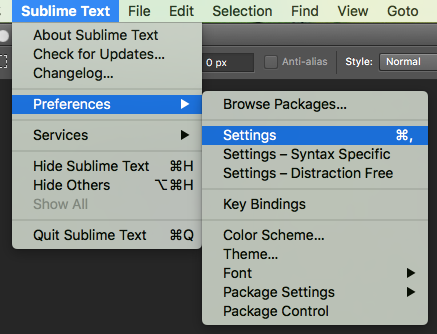 Sublime Text File Edit Selection Find View Goto
About Sublime Text
Check for Updates...
Changelog...
0 px Anti-alias Style: Normal
Preferences
Browse Packages...
Services
Settings ⌘,
Settings – Syntax Specific
Settings – Distraction Free
Hide Sublime Text ⌘H
Hide Others ⌥⌘H
Show All
Key Bindings
Quit Sublime Text ⌘Q
Color Scheme...
Theme...
Font
Package Settings
Package Control